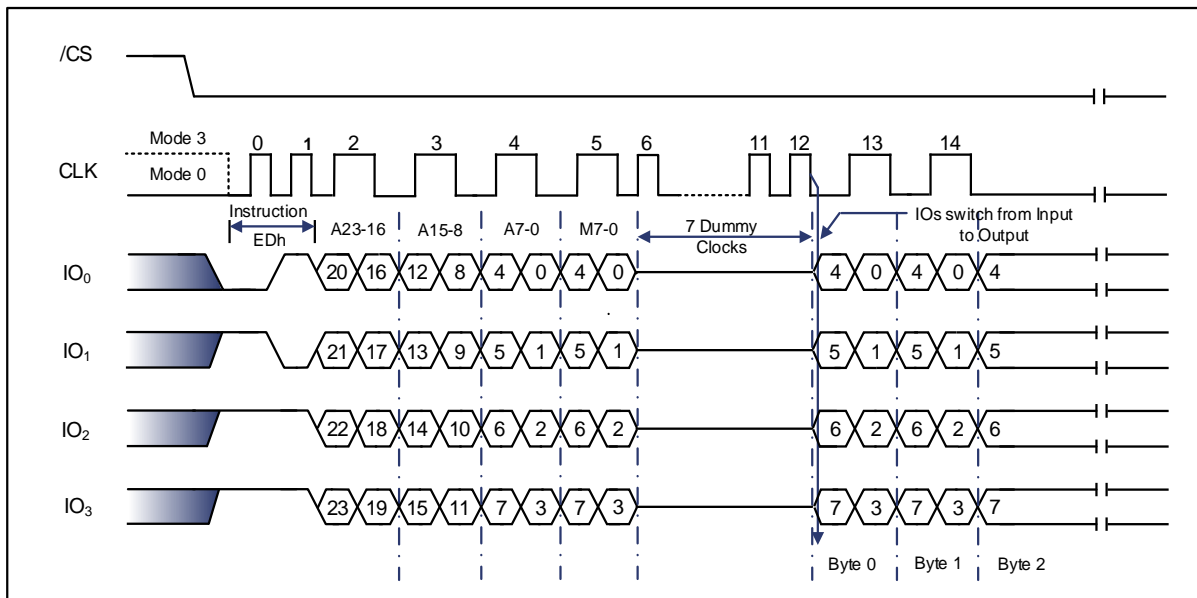 /CS
Mode 3
Mode 0
CLK
0 1 2 3 4 5 6 11 12 13 14
Instruction
EDh
A23-16 A15-8 A7-0 M7-0
7 Dummy
Clocks
IOs switch from Input
to Output
IO0 20 16 12 8 4 0 4 0 4 0 4 0 4
IO1 21 17 13 9 5 1 5 1 5 1 5 1 5
IO2 22 18 14 10 6 2 6 2 6 2 6 2 6
IO3 23 19 15 11 7 3 7 3 7 3 7 3 7
Byte 0 Byte 1 Byte 2